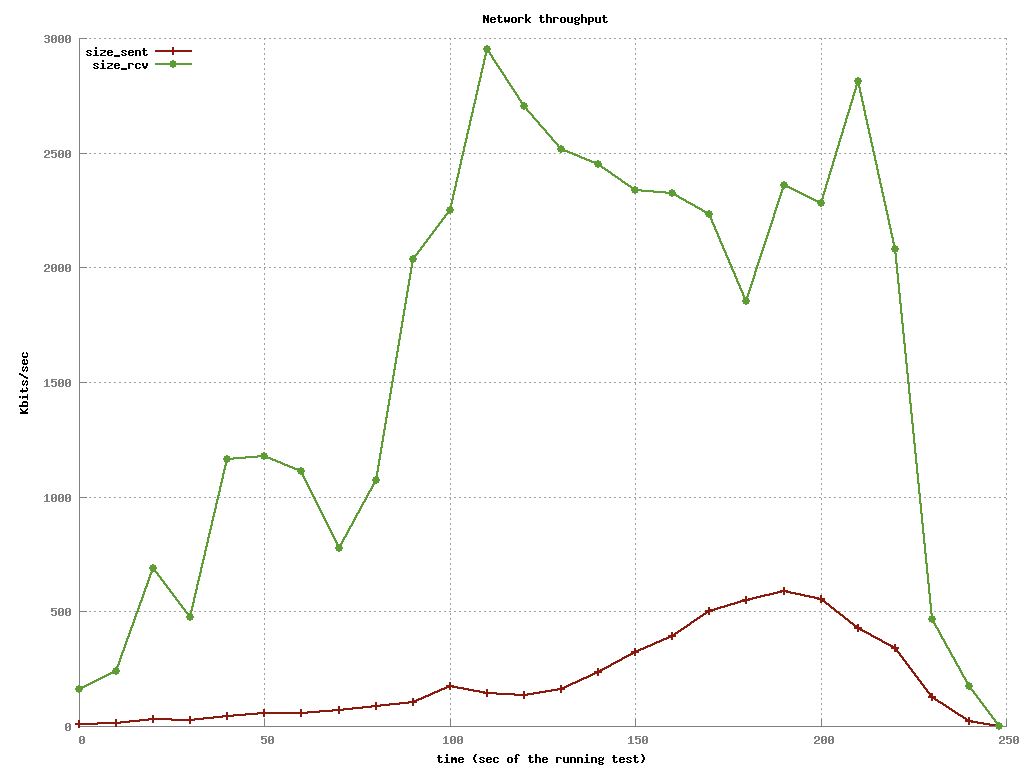 Network throughput
3000
size_sent
size_rcv
2500
2000
1500
Kbits/sec
1000
500
0
0 50 100 150 200 250
time (sec of the running test)